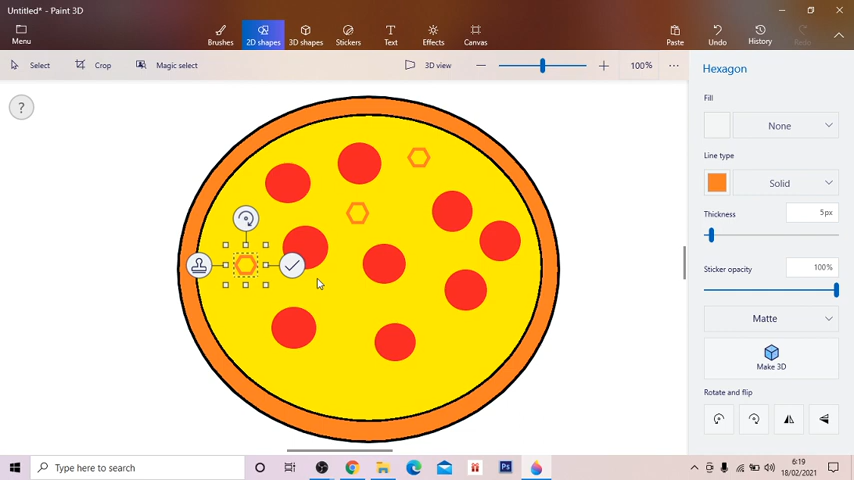 Untitled* - Paint 3D
Menu
Brushes
2D shapes
3D shapes
Stickers
Text
Effects
Canvas
Paste
Undo
History
Redo
Select
Crop
Magic select
3D view
100%
?
Hexagon
Fill
None
Line type
Solid
Thickness
5px
Sticker opacity
100%
Matte
Make 3D
Rotate and flip
Type here to search
Ps
6:19
18/02/2021